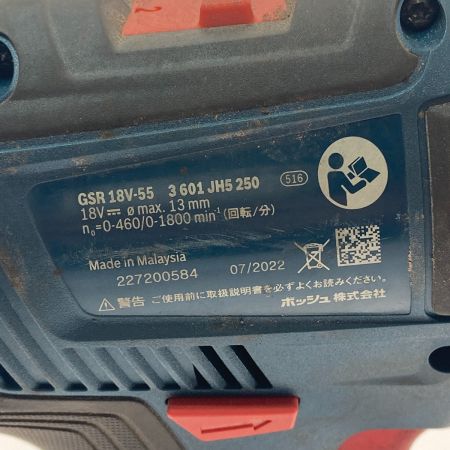 GSR 18V-55 3 601 JH5 250 516
18V⎓ ø max. 13 mm
n₀=0-460/0-1800 min⁻¹ (回転/分)
Made in Malaysia
227200584 07/2022
⚠ 警告 ご使用前に取扱説明書を必ずよくお読みください。
ボッシュ株式会社